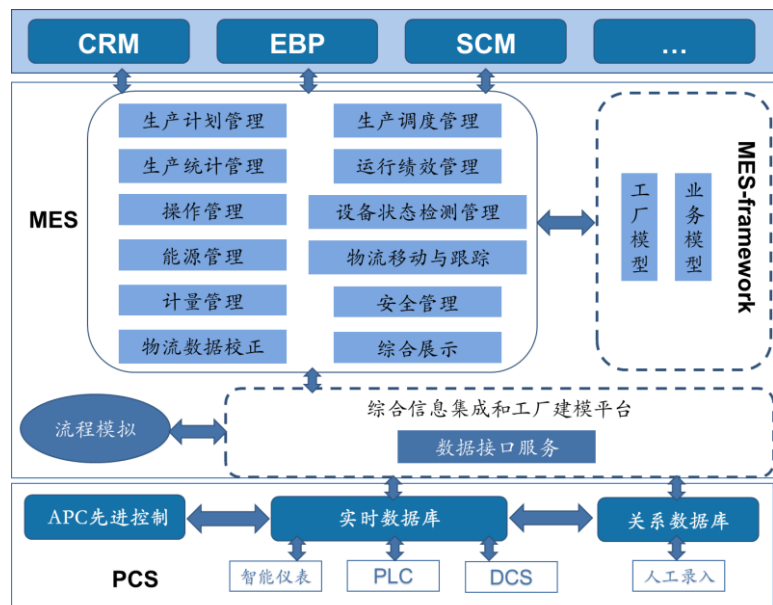 CRM
EBP
SCM
...
MES
生产计划管理
生产调度管理
生产统计管理
运行绩效管理
操作管理
设备状态检测管理
能源管理
物流移动与跟踪
计量管理
安全管理
物流数据校正
综合展示
工厂模型
业务模型
MES-framework
流程模拟
综合信息集成和工厂建模平台
数据接口服务
APC先进控制
实时数据库
关系数据库
PCS
智能仪表
PLC
DCS
人工录入